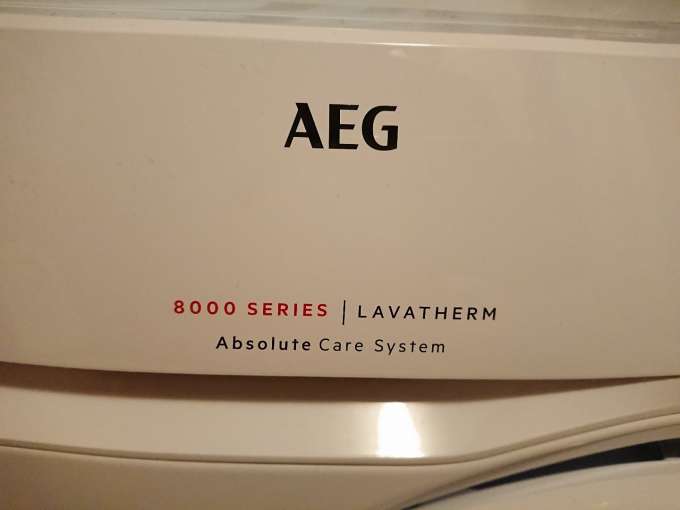 AEG
8000 SERIES | LAVATHERM
Absolute Care System